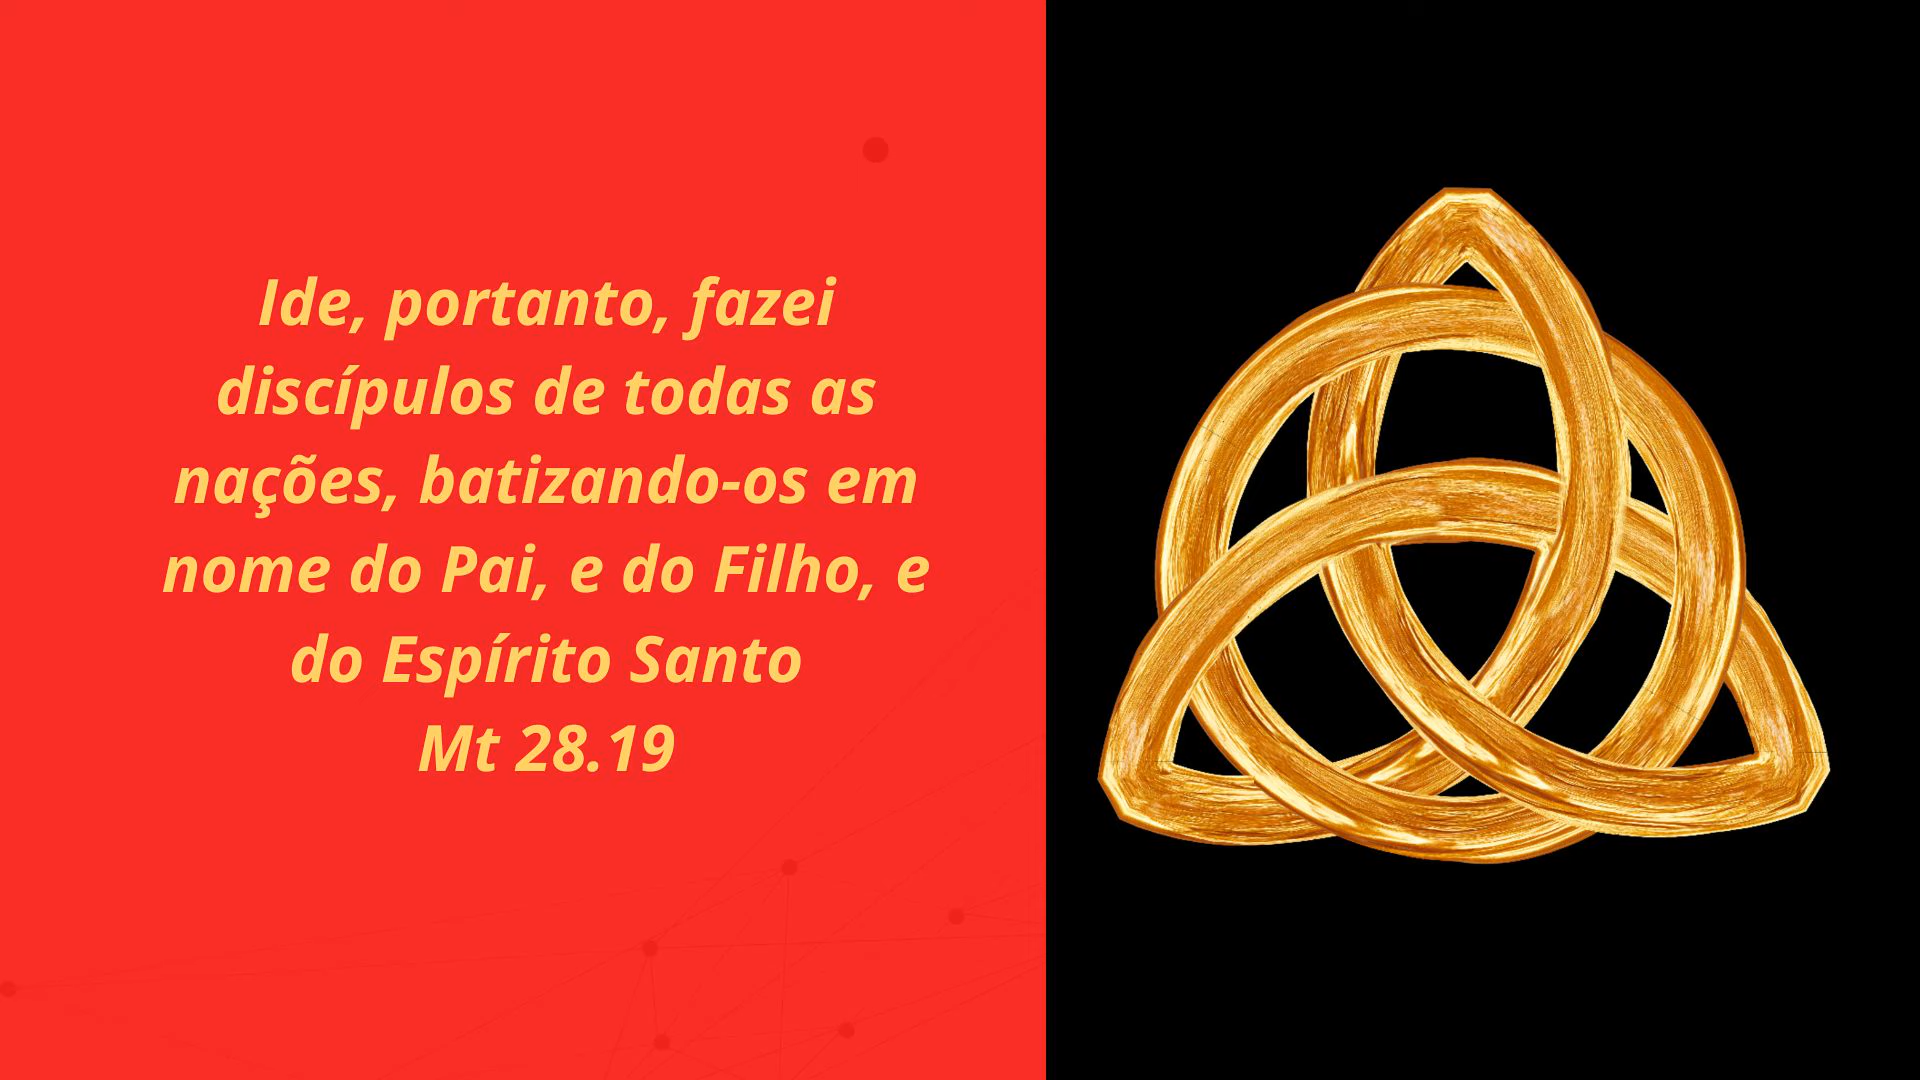 Ide, portanto, fazei
discípulos de todas as
nações, batizando-os em
nome do Pai, e do Filho, e
do Espírito Santo
Mt 28.19